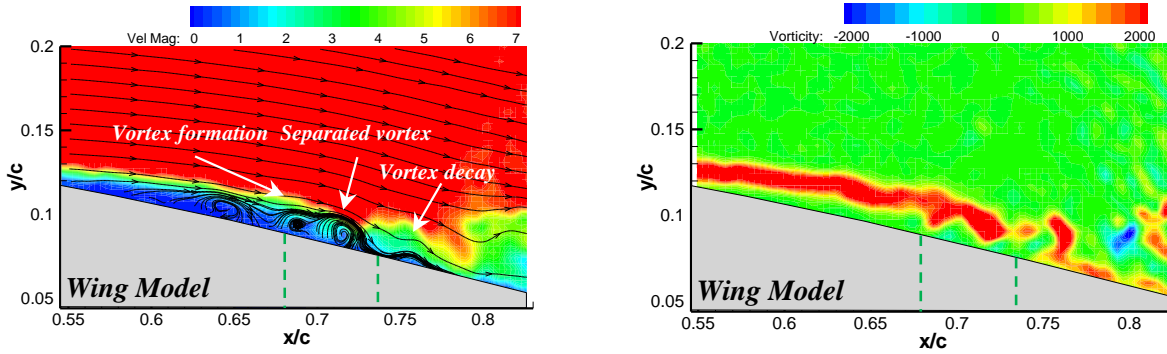 Vel Mag: 0 1 2 3 4 5 6 7
0.2
0.15
0.1
0.05
y/c
Vortex formation Separated vortex
Vortex decay
Wing Model
0.55 0.6 0.65 0.7 0.75 0.8
x/c
Vorticity: -2000 -1000 0 1000 2000
0.2
0.15
0.1
0.05
y/c
Wing Model
0.55 0.6 0.65 0.7 0.75 0.8
x/c